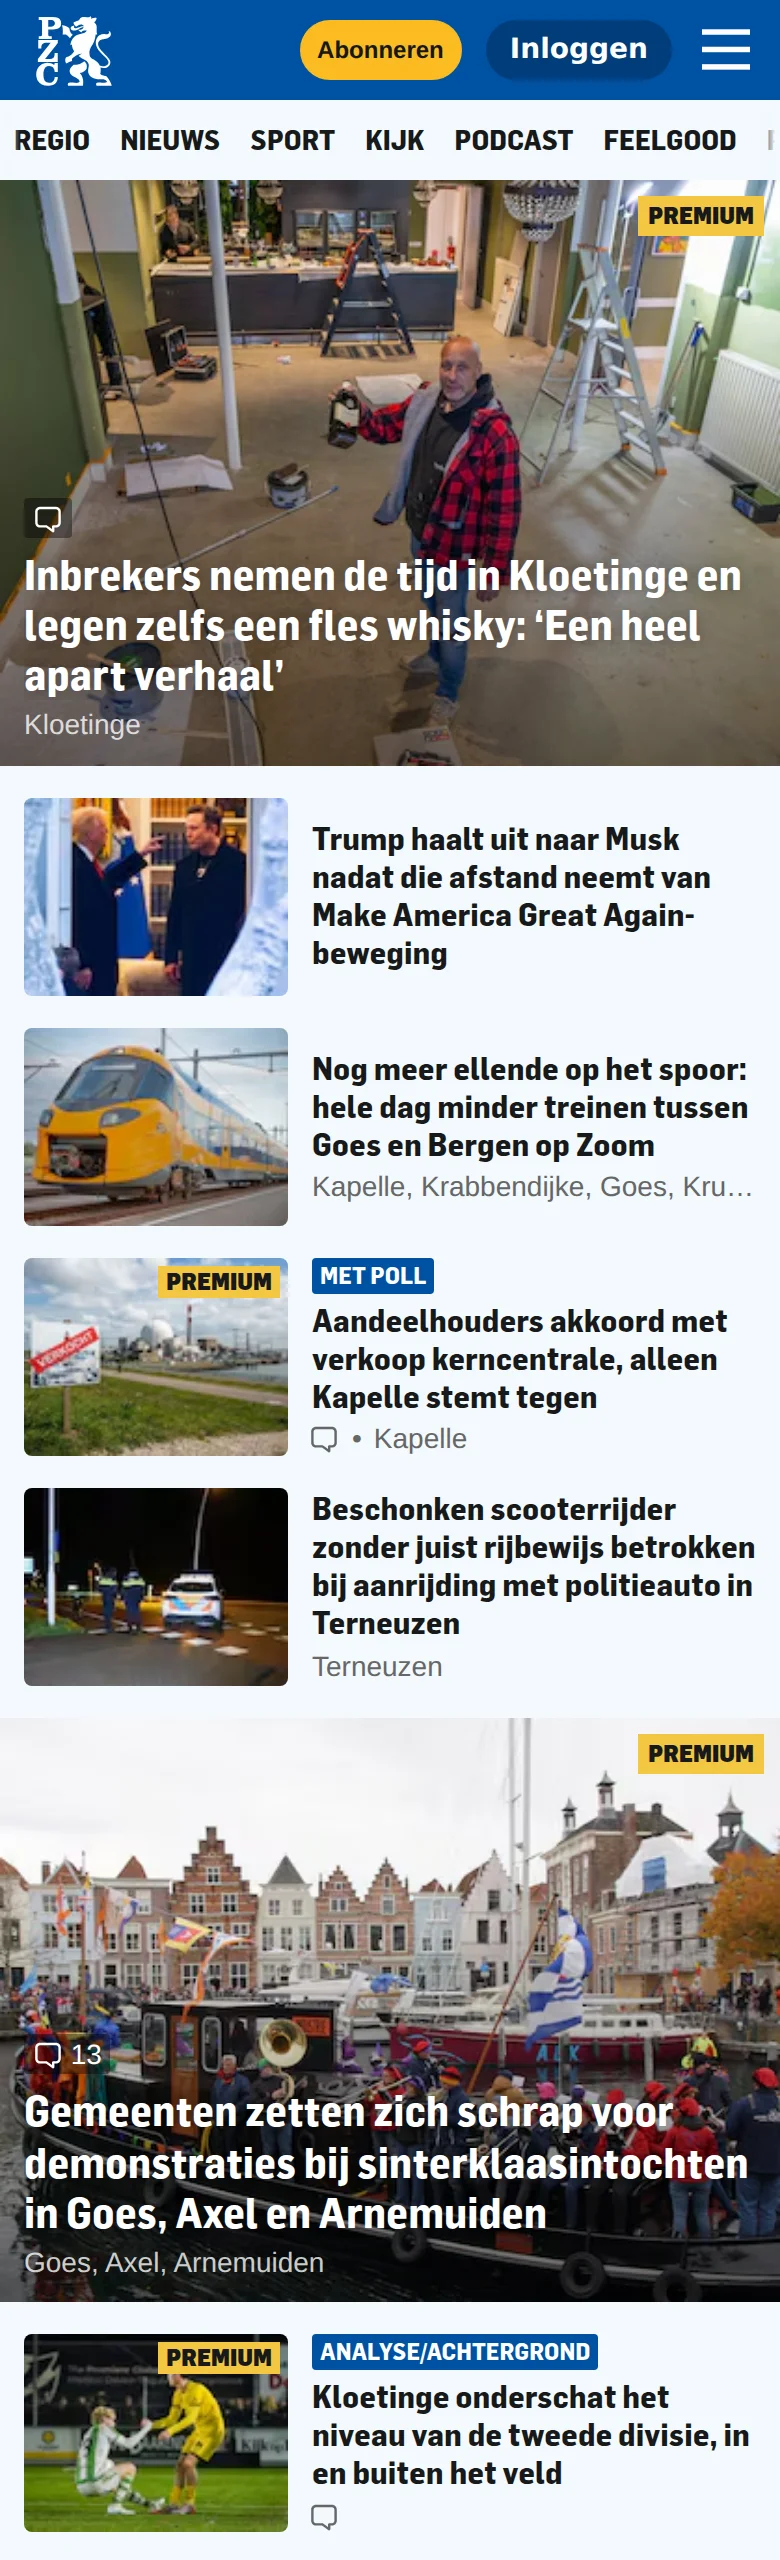 PZC
Abonneren
Inloggen
REGIO NIEUWS SPORT KIJK PODCAST FEELGOOD
PREMIUM
Inbrekers nemen de tijd in Kloetinge en
legen zelfs een fles whisky: ‘Een heel
apart verhaal’
Kloetinge
Trump haalt uit naar Musk
nadat die afstand neemt van
Make America Great Again-
beweging
Nog meer ellende op het spoor:
hele dag minder treinen tussen
Goes en Bergen op Zoom
Kapelle, Krabbendijke, Goes, Kru…
PREMIUM
VERKOCHT
MET POLL
Aandeelhouders akkoord met
verkoop kerncentrale, alleen
Kapelle stemt tegen
• Kapelle
Beschonken scooterrijder
zonder juist rijbewijs betrokken
bij aanrijding met politieauto in
Terneuzen
Terneuzen
PREMIUM
13
Gemeenten zetten zich schrap voor
demonstraties bij sinterklaasintochten
in Goes, Axel en Arnemuiden
Goes, Axel, Arnemuiden
PREMIUM
ANALYSE/ACHTERGROND
Kloetinge onderschat het
niveau van de tweede divisie, in
en buiten het veld